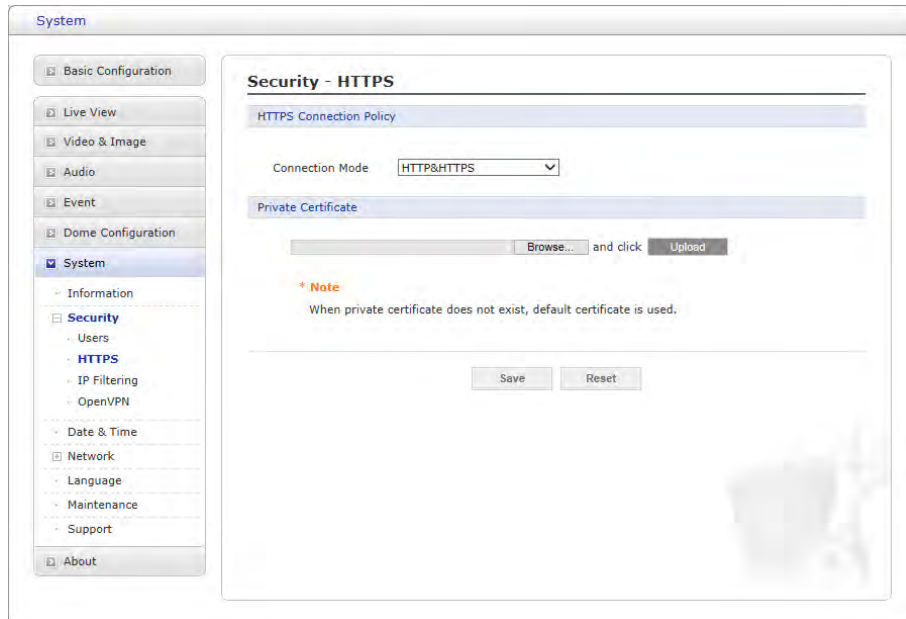 System
Basic Configuration
Live View
Video & Image
Audio
Event
Dome Configuration
System
Information
Security
Users
HTTPS
IP Filtering
OpenVPN
Date & Time
Network
Language
Maintenance
Support
About
Security - HTTPS
HTTPS Connection Policy
Connection Mode HTTP&HTTPS
Private Certificate
Browse... and click Upload
* Note
When private certificate does not exist, default certificate is used.
Save Reset